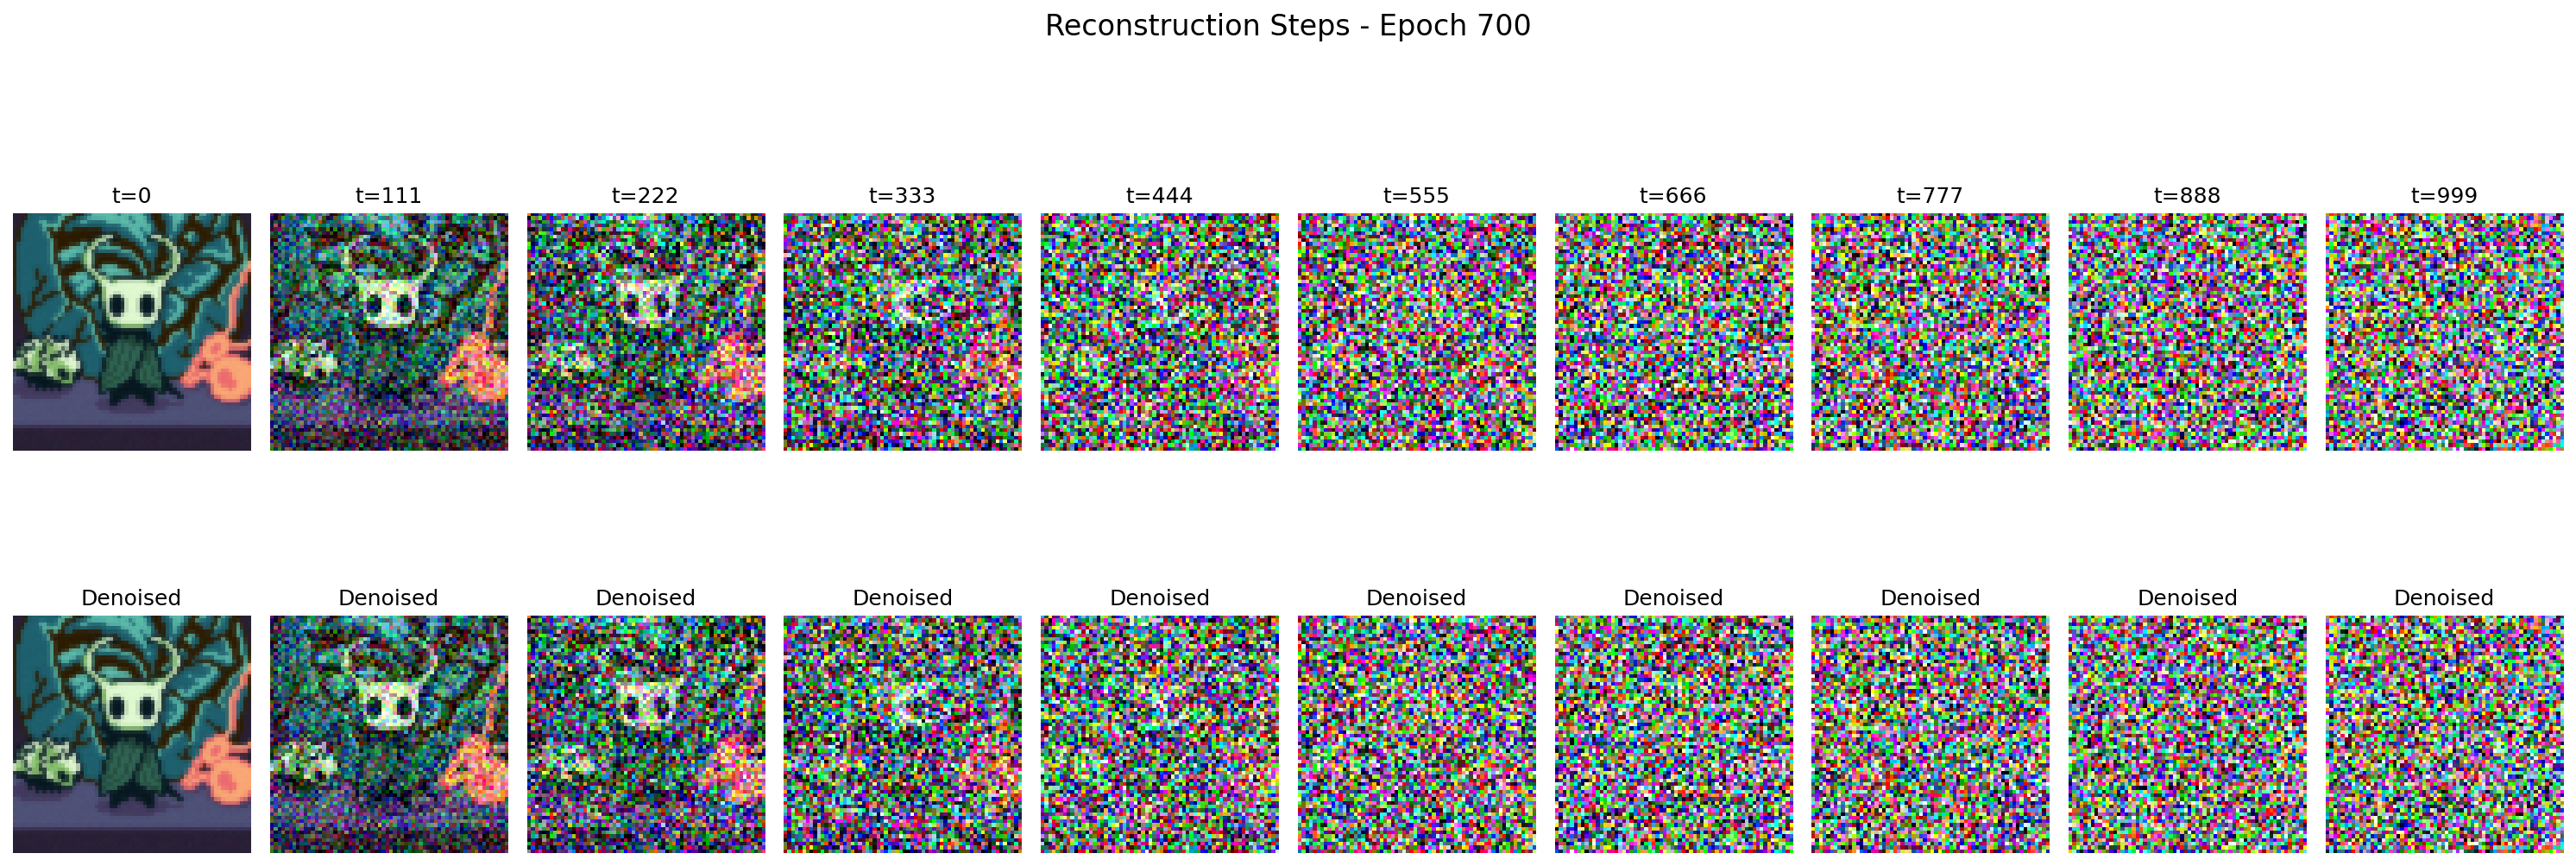 Reconstruction Steps - Epoch 700
t=0 t=111 t=222 t=333 t=444 t=555 t=666 t=777 t=888 t=999
Denoised Denoised Denoised Denoised Denoised Denoised Denoised Denoised Denoised Denoised